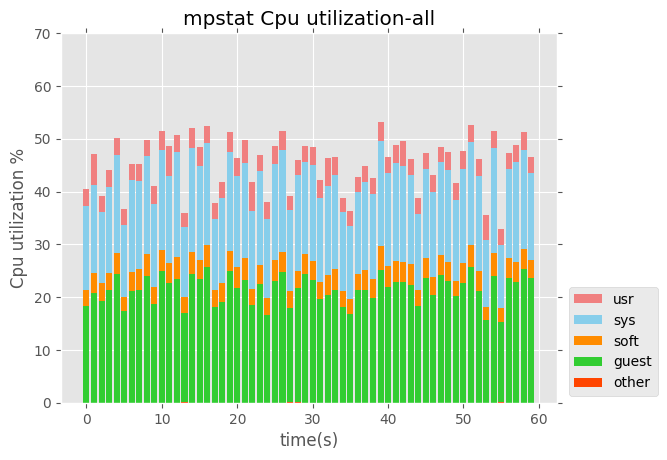 mpstat Cpu utilization-all
Cpu utilization %
70
60
50
40
30
20
10
0
0 10 20 30 40 50 60
time(s)
usr
sys
soft
guest
other